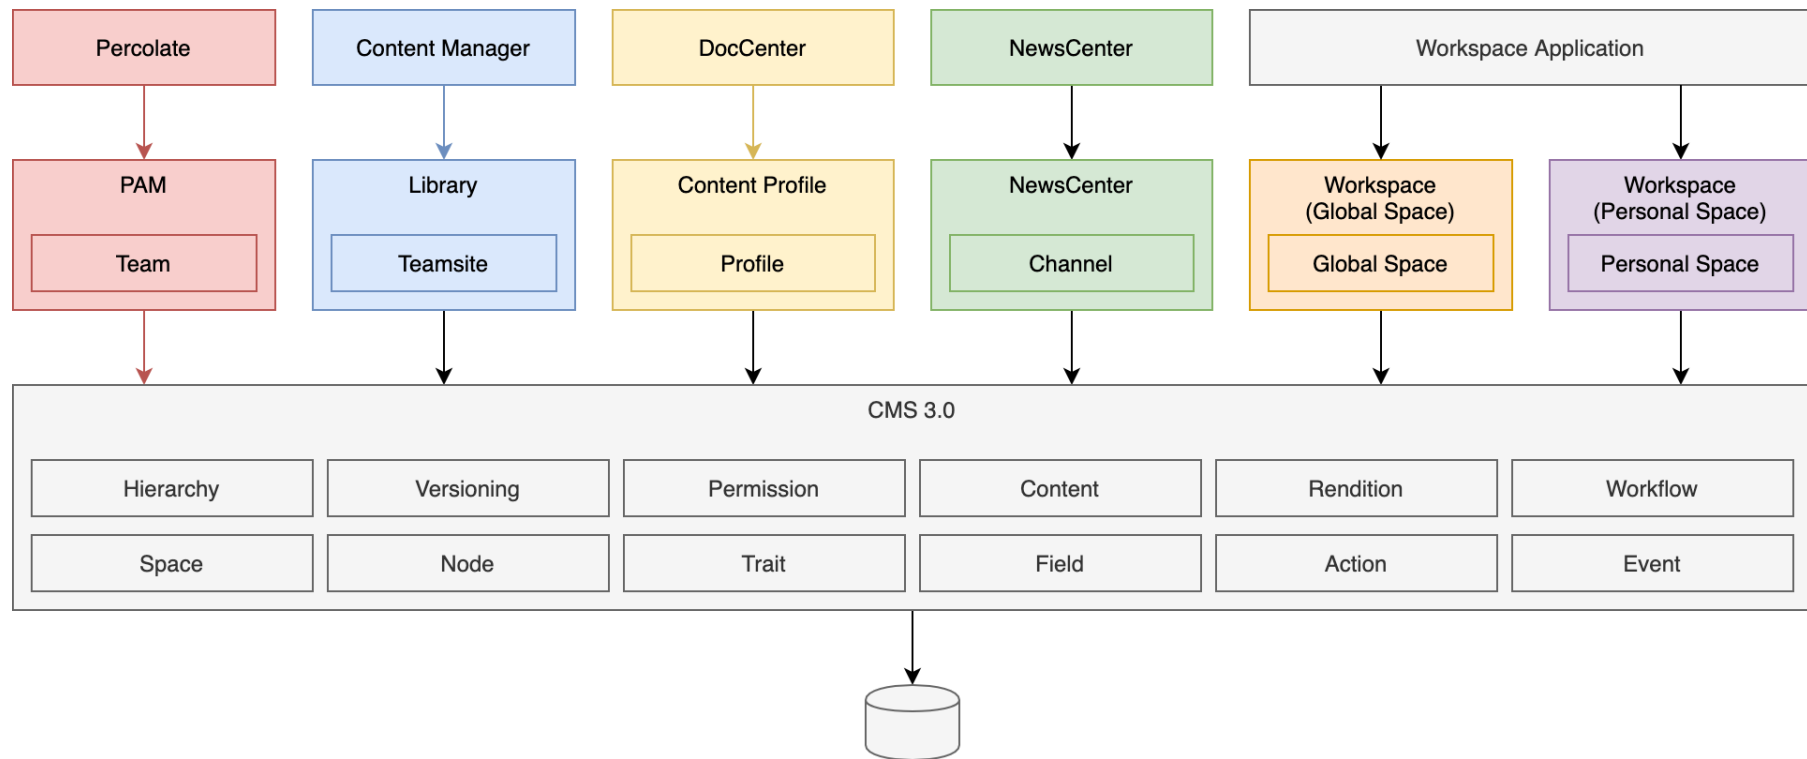 Percolate
Content Manager
DocCenter
NewsCenter
Workspace Application
PAM
Team
Library
Teamsite
Content Profile
Profile
NewsCenter
Channel
Workspace
(Global Space)
Global Space
Workspace
(Personal Space)
Personal Space
CMS 3.0
Hierarchy
Versioning
Permission
Content
Rendition
Workflow
Space
Node
Trait
Field
Action
Event